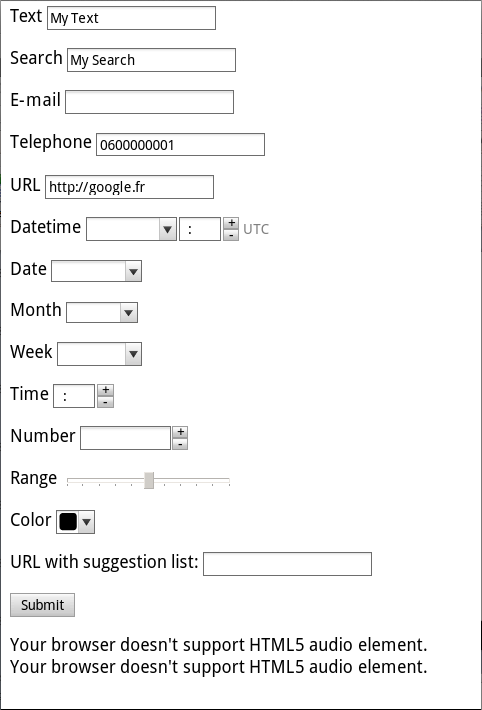 Text My Text
Search My Search
E-mail
Telephone 0600000001
URL http://google.fr
Datetime : + - UTC
Date
Month
Week
Time : + -
Number + -
Range
Color
URL with suggestion list:
Submit
Your browser doesn't support HTML5 audio element.
Your browser doesn't support HTML5 audio element.